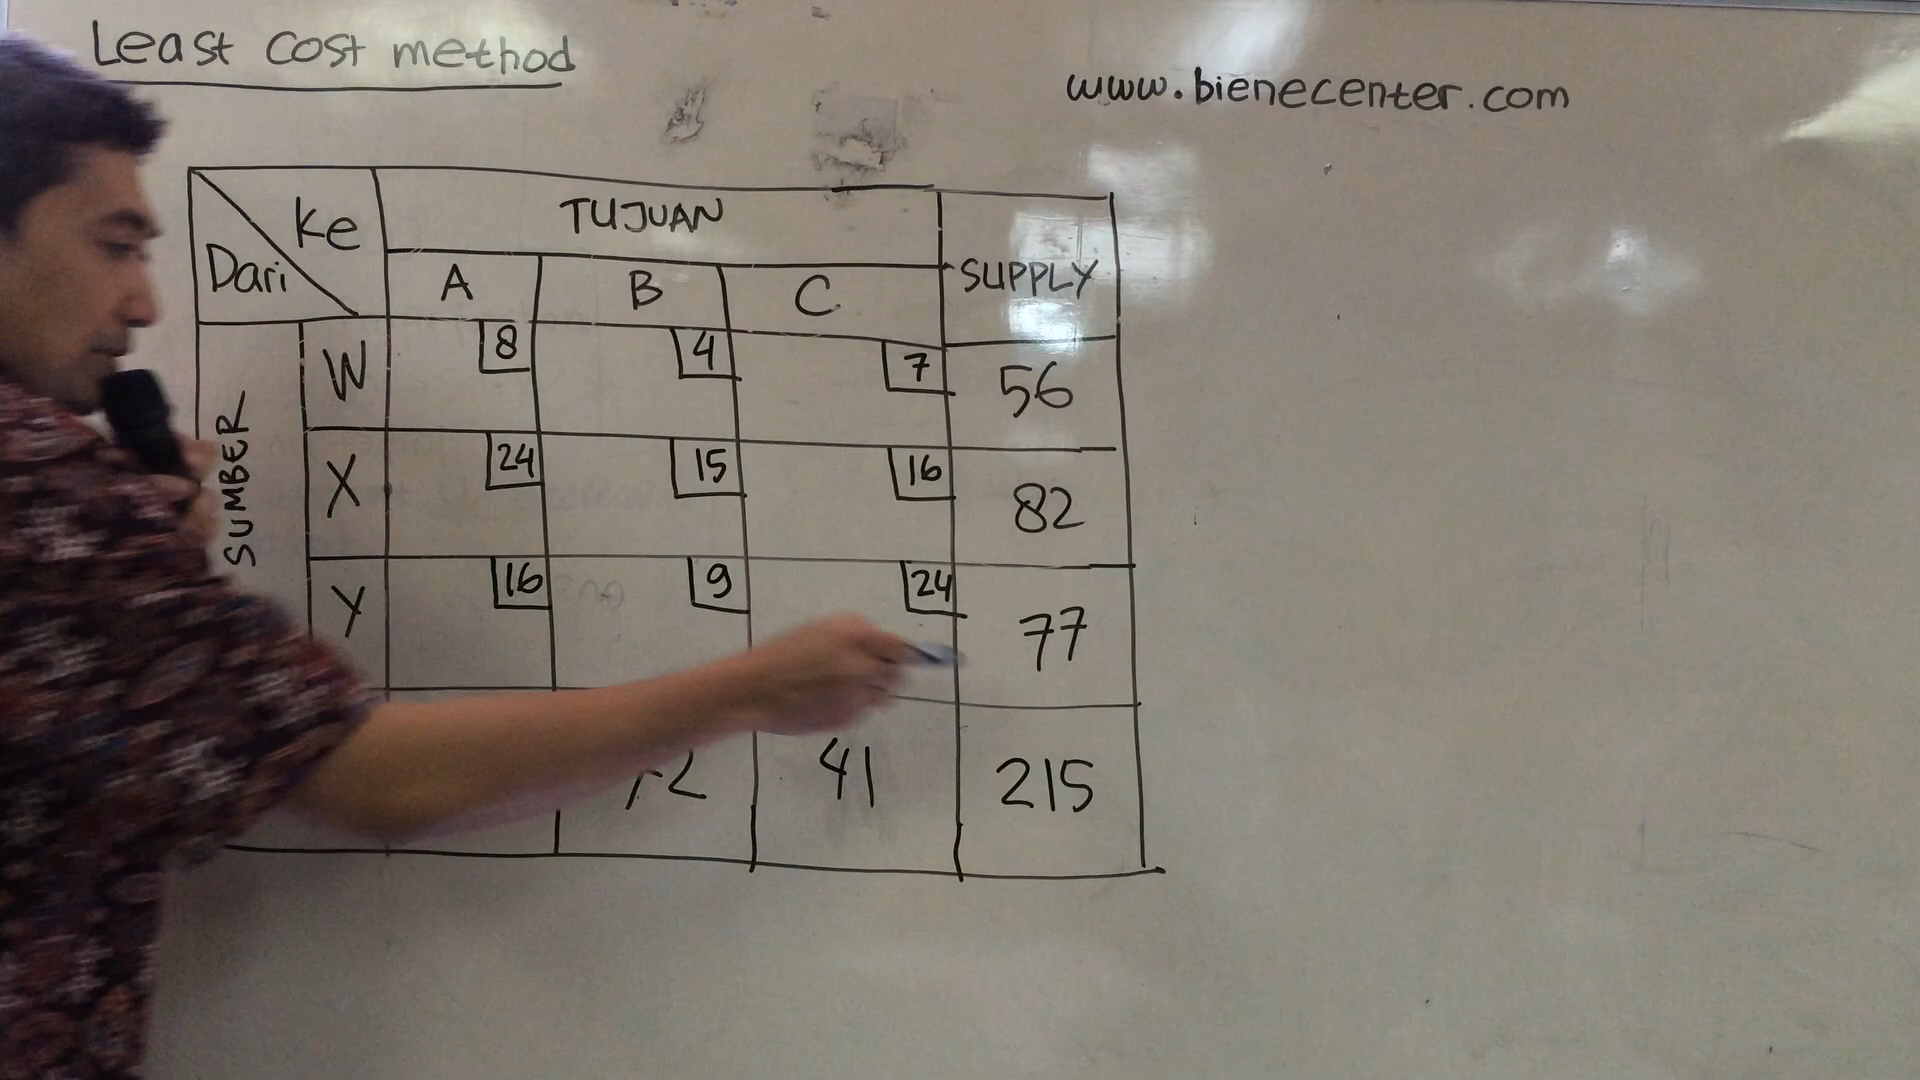 Least cost method
www.bienecenter.com
Ke
Dari
TUJUAN
SUPPLY
A B C
SUMBER
W 8 4 7 56
X 24 15 16 82
Y 16 9 24 77
41 215